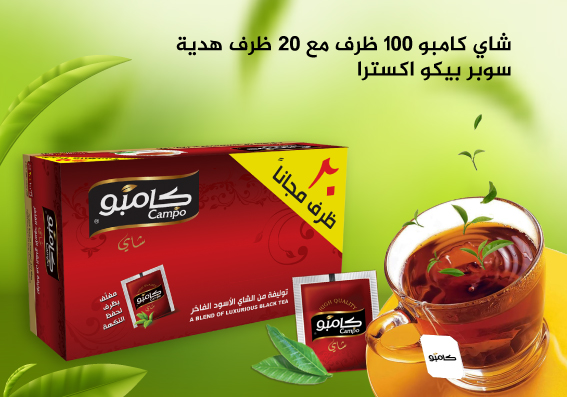 شاي كامبو 100 ظرف مع 20 ظرف هدية
سوبر بيكو اكسترا
٢٠
ظرف مجاناً
كامبو
Campo
®
شاي
مغلف
بظرف
لحفظ
النكهة
توليفة من الشاي الأسود الفاخر
A BLEND OF LUXURIOUS BLACK TEA
HIGH QUALITY
كامبو
Campo
شاي
كامبو
كامبو